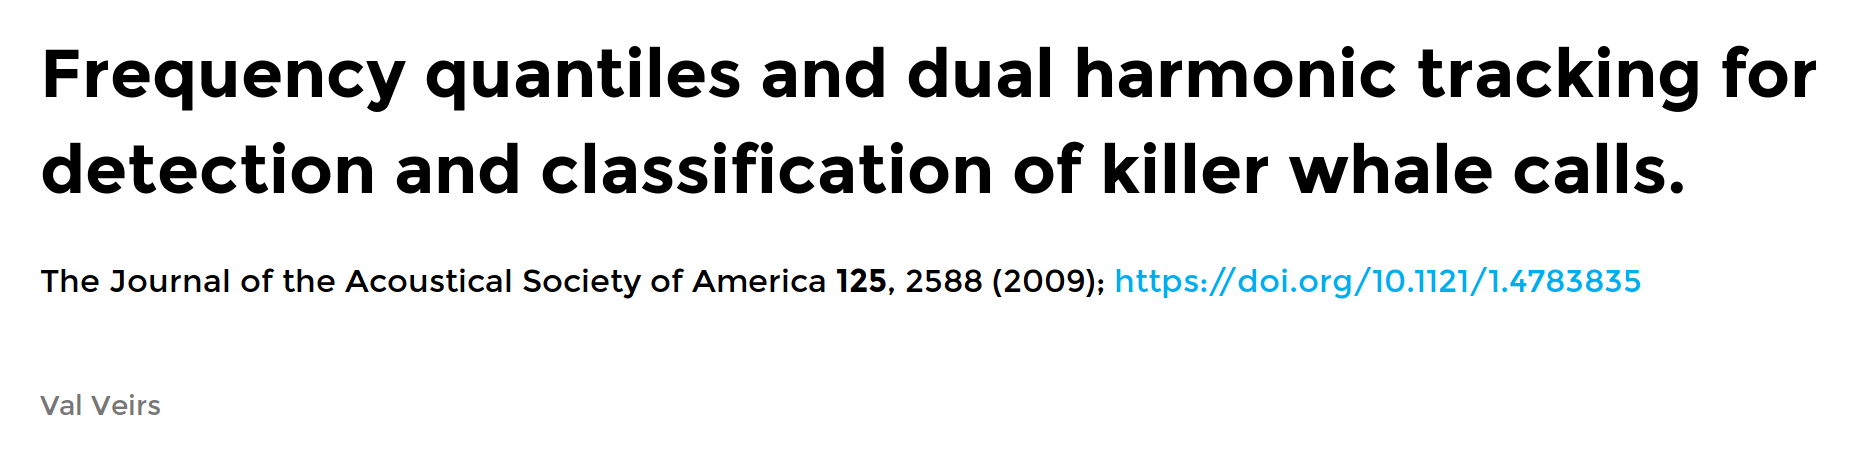 Frequency quantiles and dual harmonic tracking for
detection and classification of killer whale calls.
The Journal of the Acoustical Society of America 125, 2588 (2009); https://doi.org/10.1121/1.4783835
Val Veirs